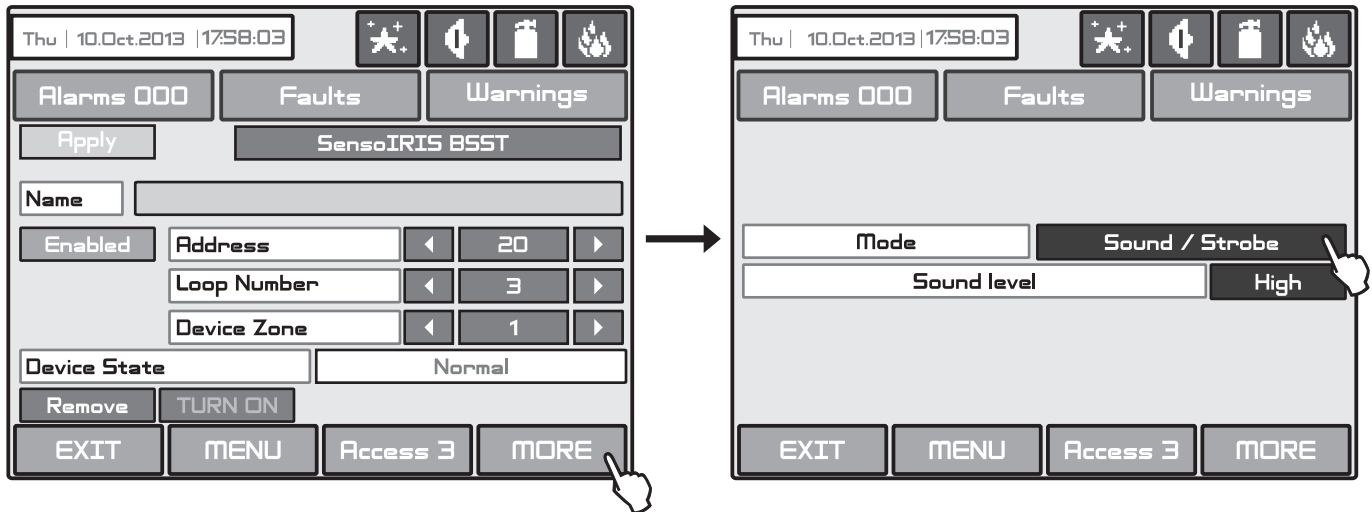 Thu | 10.Oct.2013 |17:58:03
Alarms 000 Faults Warnings
Apply SensoIRIS BSST
Name
Enabled Address 20
Loop Number 3
Device Zone 1
Device State Normal
Remove TURN ON
EXIT MENU Access 3 MORE
Thu | 10.Oct.2013 |17:58:03
Alarms 000 Faults Warnings
Mode Sound / Strobe
Sound level High
EXIT MENU Access 3 MORE